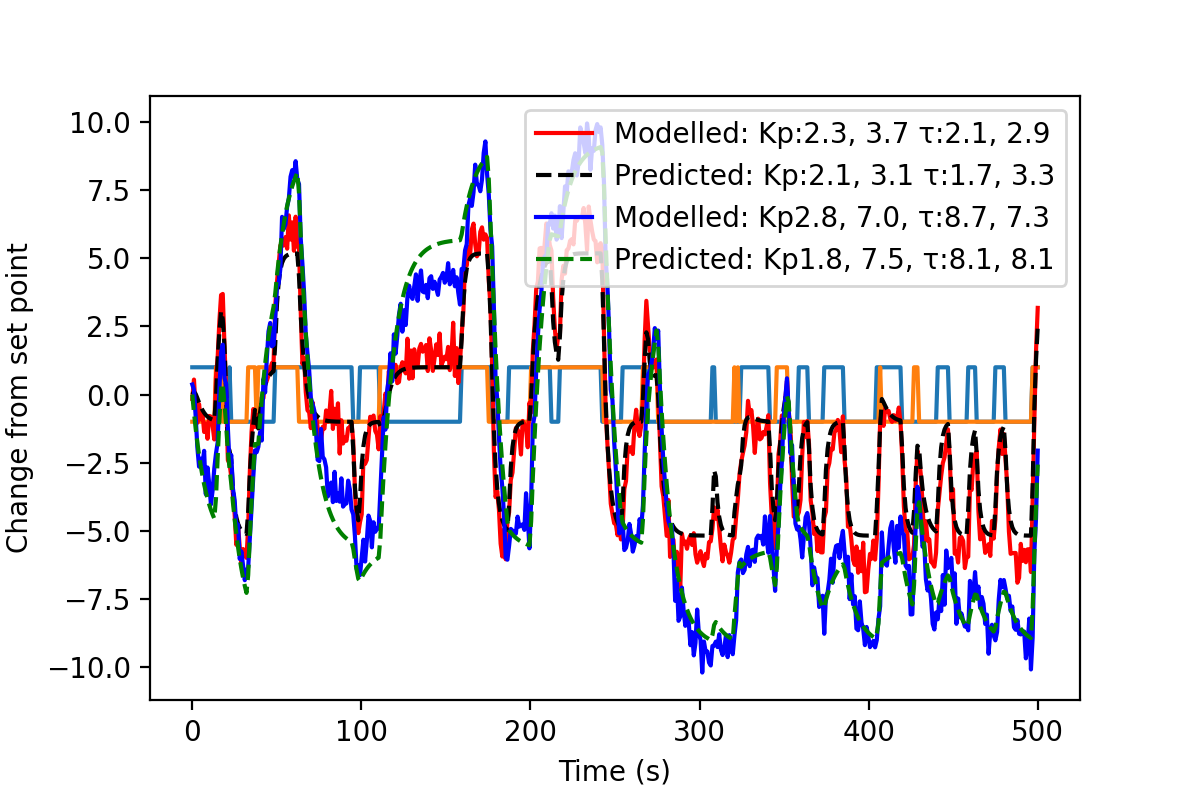 10.0
7.5
5.0
2.5
0.0
−2.5
−5.0
−7.5
−10.0
Change from set point
Modelled: Kp:2.3, 3.7 τ:2.1, 2.9
Predicted: Kp:2.1, 3.1 τ:1.7, 3.3
Modelled: Kp2.8, 7.0, τ:8.7, 7.3
Predicted: Kp1.8, 7.5, τ:8.1, 8.1
0 100 200 300 400 500
Time (s)